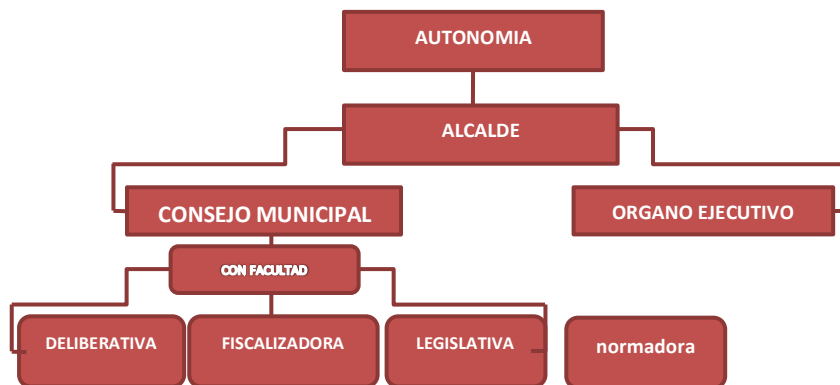 AUTONOMIA
ALCALDE
CONSEJO MUNICIPAL
ORGANO EJECUTIVO
CON FACULTAD
DELIBERATIVA
FISCALIZADORA
LEGISLATIVA
normadora